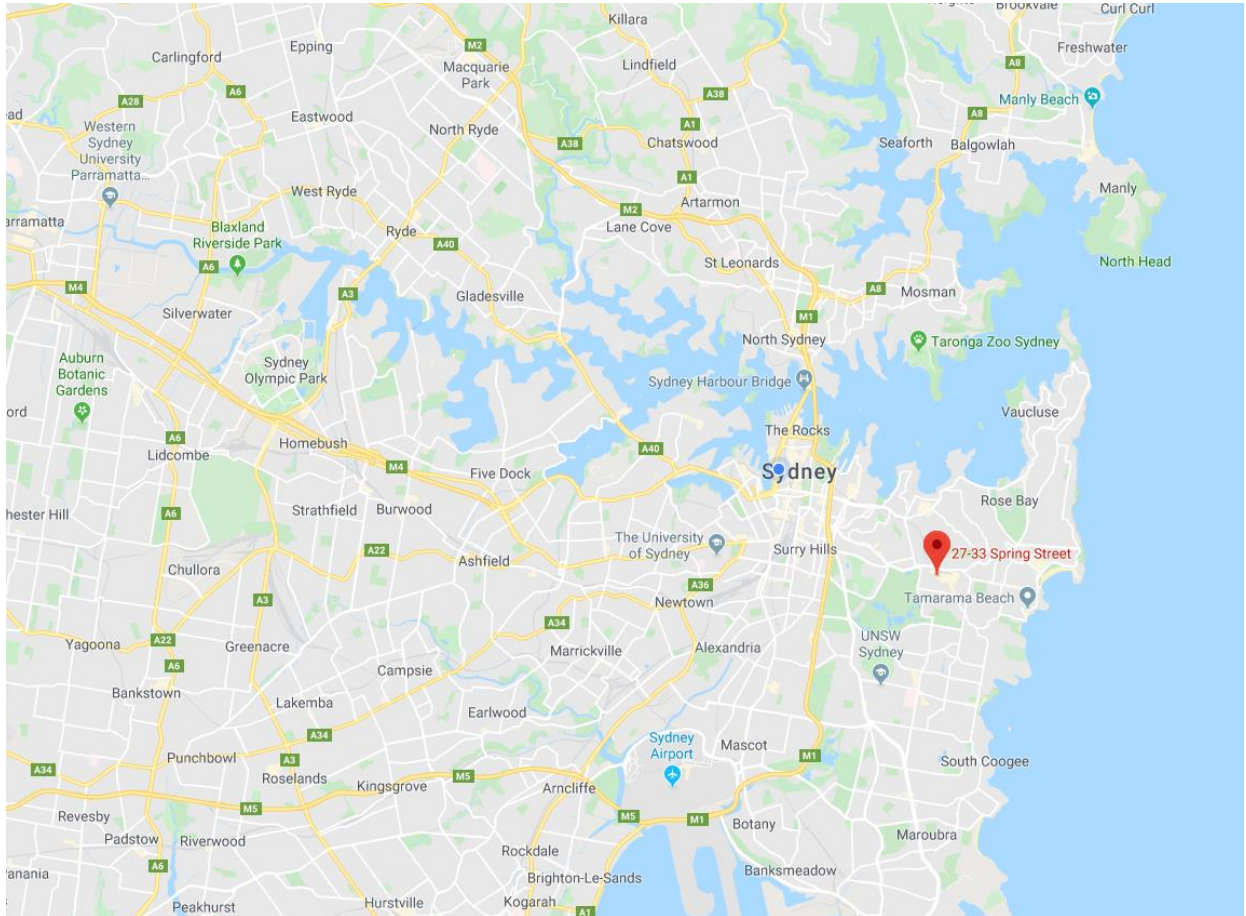 Killara
Brookvale
Curl Curl
Epping
M2
Carlingford
Macquarie
Park
Lindfield
Freshwater
A8
A6
A28
A38
Manly Beach
Eastwood
North Ryde
A1
A8
Western
Sydney
University
Parramatta...
A38
Chatswood
Seaforth
Balgowlah
A1
West Ryde
Manly
M2
Artarmon
Lane Cove
arramatta
Blaxland
Riverside Park
Ryde
A40
St Leonards
North Head
A6
M4
A3
Gladesville
A8
Mosman
Silverwater
M1
North Sydney
Taronga Zoo Sydney
Auburn
Botanic
Gardens
Sydney
Olympic Park
Sydney Harbour Bridge
ord
Vaucluse
The Rocks
A6
Homebush
A40
Lidcombe
M4
Five Dock
Sydney
Strathfield
Burwood
Rose Bay
hester Hill
The University
of Sydney
Surry Hills
27-33 Spring Street
A22
Ashfield
Chullora
A36
Tamarama Beach
A3
Newtown
A34
A22
Yagoona
Greenacre
Marrickville
Alexandria
UNSW
Sydney
A6
Campsie
Bankstown
Lakemba
Earlwood
A34
Sydney
Airport
Mascot
Punchbowl
A3
M1
South Coogee
A34
Roselands
Kingsgrove
M5
Arncliffe
M5
M5
M1
Revesby
Botany
Padstow
Riverwood
Maroubra
Rockdale
A6
Banksmeadow
anania
Brighton-Le-Sands
Peakhurst
Hurstville
Kogarah
A1